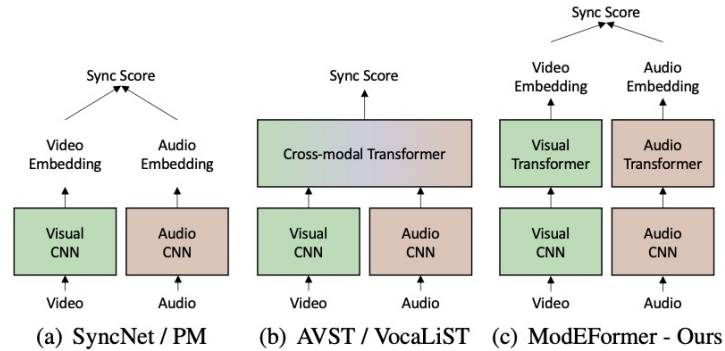 Sync Score
Video
Embedding
Audio
Embedding
Visual
CNN
Audio
CNN
Video
Audio
(a) SyncNet / PM
Sync Score
Cross-modal Transformer
Visual
CNN
Audio
CNN
Video
Audio
(b) AVST / VocaLiST
Sync Score
Video
Embedding
Audio
Embedding
Visual
Transformer
Audio
Transformer
Visual
CNN
Audio
CNN
Video
Audio
(c) ModEFormer - Ours